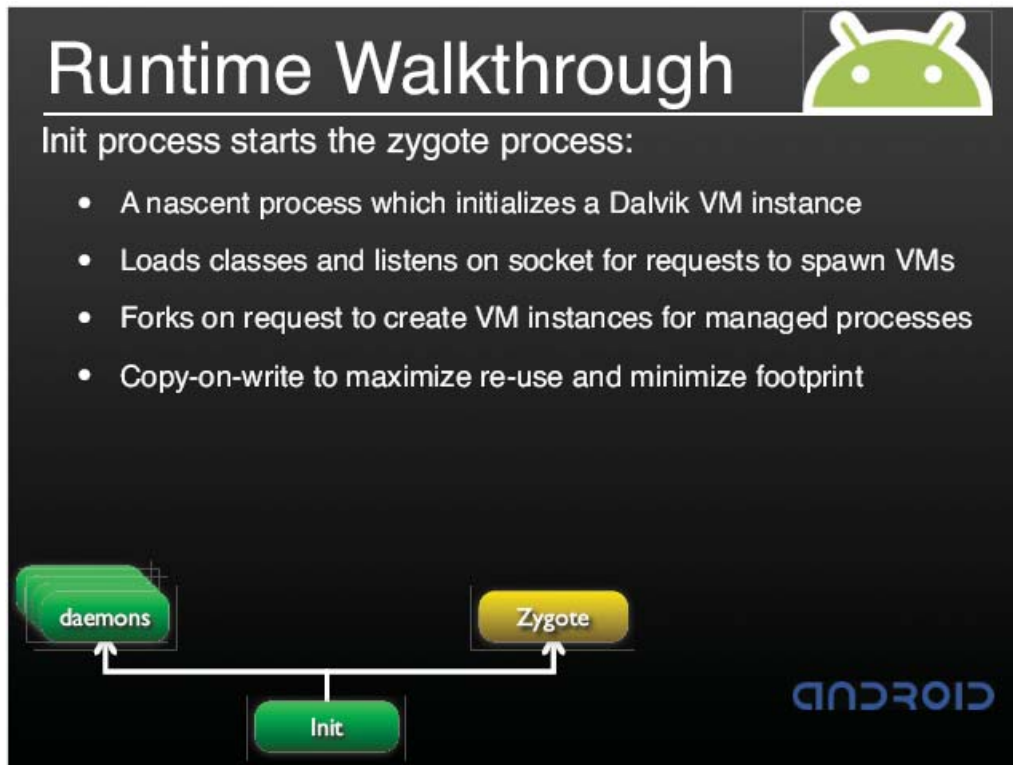 Runtime Walkthrough
Init process starts the zygote process:
• A nascent process which initializes a Dalvik VM instance
• Loads classes and listens on socket for requests to spawn VMs
• Forks on request to create VM instances for managed processes
• Copy-on-write to maximize re-use and minimize footprint
daemons
Zygote
Init
ANDROID